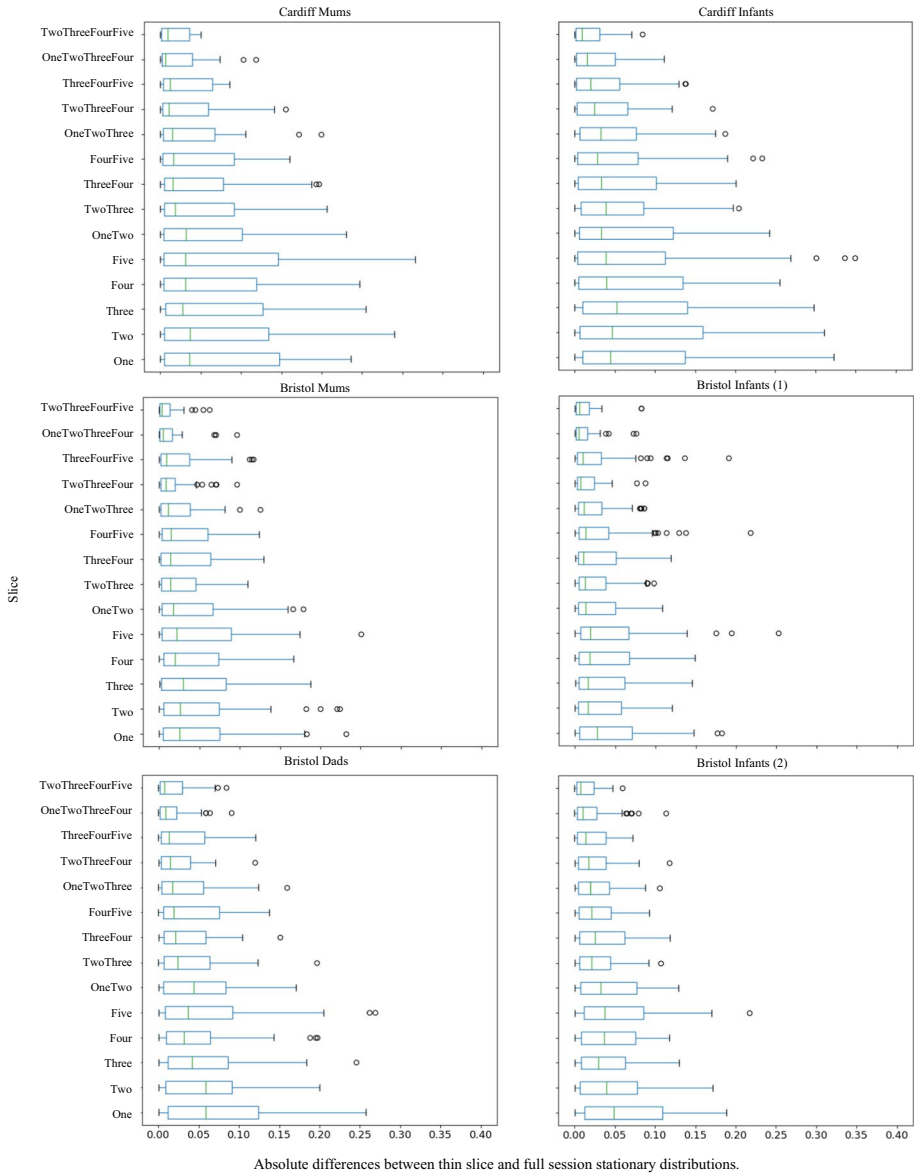 Cardiff Mums
Cardiff Infants
TwoThreeFourFive
OneTwoThreeFour
ThreeFourFive
TwoThreeFour
OneTwoThree
FourFive
ThreeFour
TwoThree
OneTwo
Five
Four
Three
Two
One
Bristol Mums
Bristol Infants (1)
TwoThreeFourFive
OneTwoThreeFour
ThreeFourFive
TwoThreeFour
OneTwoThree
FourFive
ThreeFour
TwoThree
OneTwo
Five
Four
Three
Two
One
Slice
Bristol Dads
Bristol Infants (2)
TwoThreeFourFive
OneTwoThreeFour
ThreeFourFive
TwoThreeFour
OneTwoThree
FourFive
ThreeFour
TwoThree
OneTwo
Five
Four
Three
Two
One
0.00 0.05 0.10 0.15 0.20 0.25 0.30 0.35 0.40
0.00 0.05 0.10 0.15 0.20 0.25 0.30 0.35 0.40
Absolute differences between thin slice and full session stationary distributions.